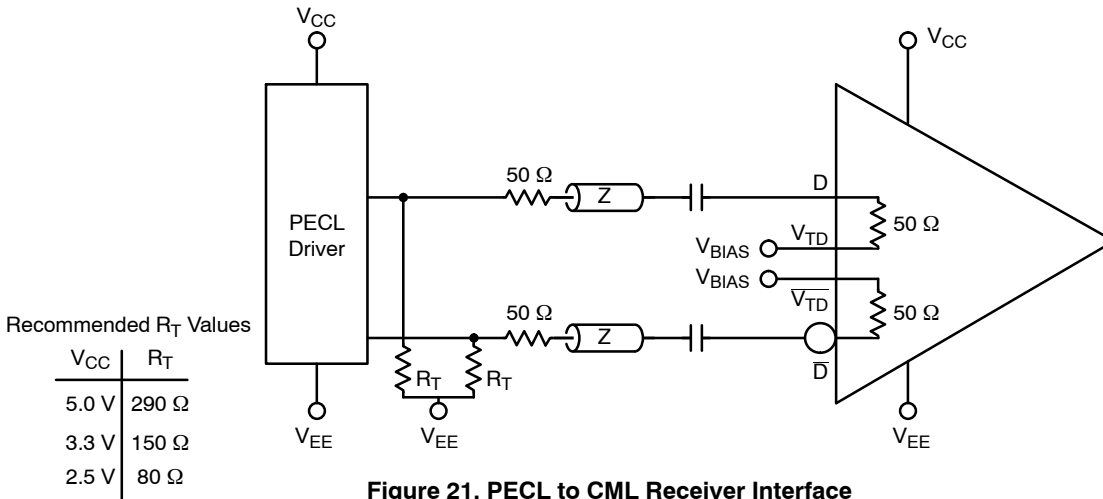 V_CC
V_CC
50 Ω
Z
D
50 Ω
V_BIAS
V_TD
PECL
Driver
V_BIAS
V̅_T̅D̅
50 Ω
50 Ω
Z
D̅
R_T
R_T
V_EE
V_EE
V_EE
Recommended R_T Values
V_CC R_T
5.0 V 290 Ω
3.3 V 150 Ω
2.5 V 80 Ω
Figure 21. PECL to CML Receiver Interface